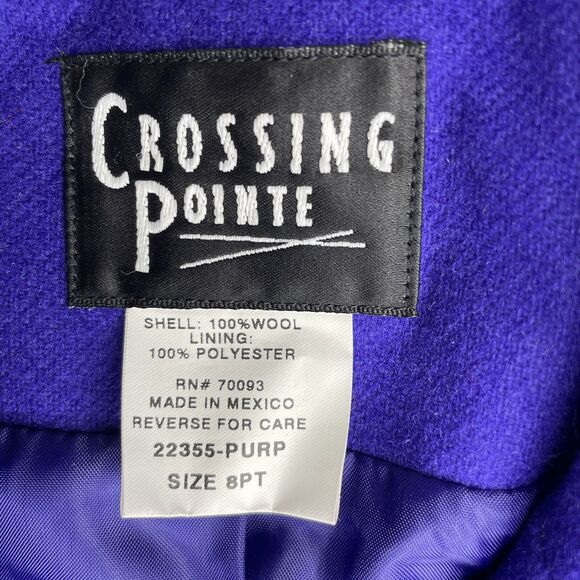 CROSSING
POINTE
SHELL: 100%WOOL
LINING:
100% POLYESTER
RN# 70093
MADE IN MEXICO
REVERSE FOR CARE
22355-PURP
SIZE 8PT